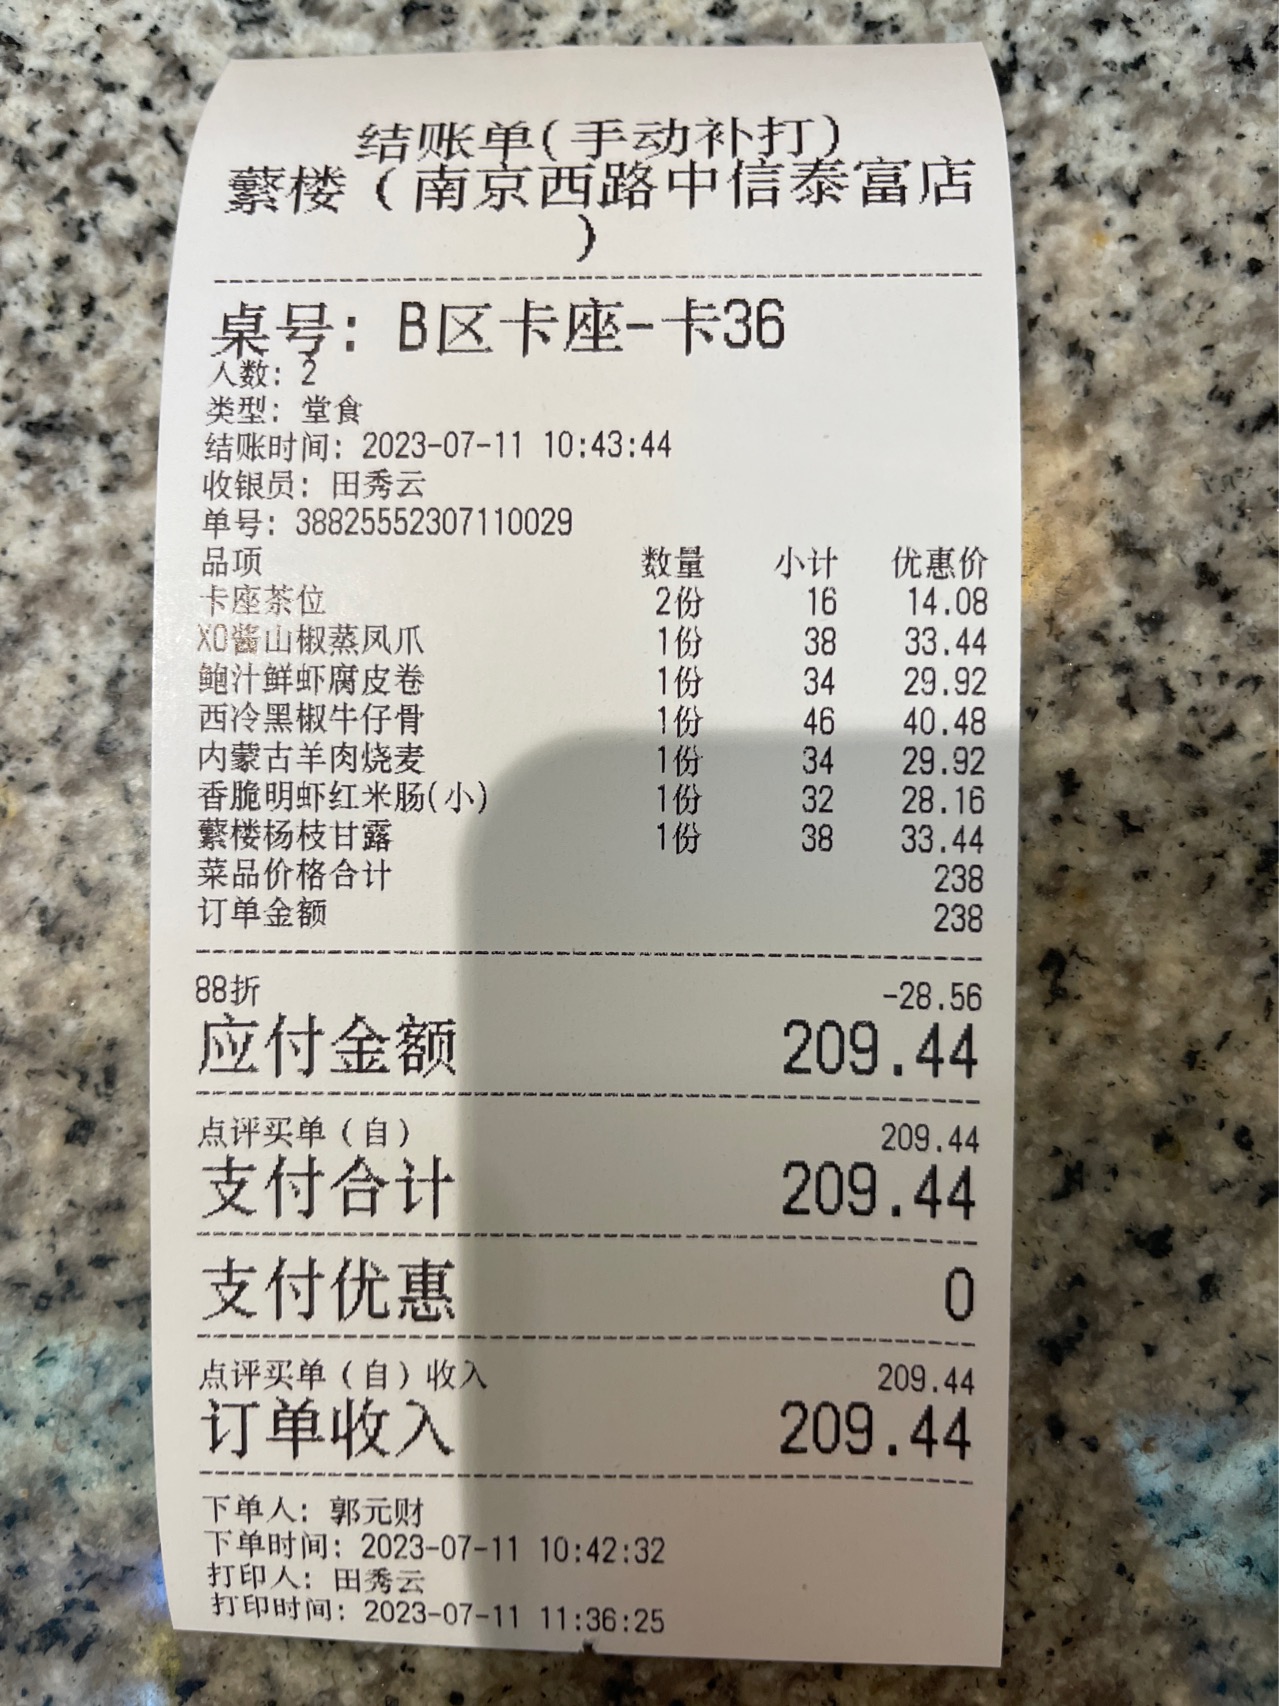 结账单(手动补打)
蘩楼（南京西路中信泰富店
）
桌号: B区卡座-卡36
人数: 2
类型: 堂食
结账时间: 2023-07-11 10:43:44
收银员: 田秀云
单号: 38825552307110029
品项 数量 小计 优惠价
卡座茶位 2份 16 14.08
XO酱山椒蒸凤爪 1份 38 33.44
鲍汁鲜虾腐皮卷 1份 34 29.92
西冷黑椒牛仔骨 1份 46 40.48
内蒙古羊肉烧麦 1份 34 29.92
香脆明虾红米肠(小) 1份 32 28.16
蘩楼杨枝甘露 1份 38 33.44
菜品价格合计 238
订单金额 238
88折 -28.56
应付金额 209.44
点评买单（自） 209.44
支付合计 209.44
支付优惠 0
点评买单（自）收入 209.44
订单收入 209.44
下单人: 郭元财
下单时间: 2023-07-11 10:42:32
打印人: 田秀云
打印时间: 2023-07-11 11:36:25